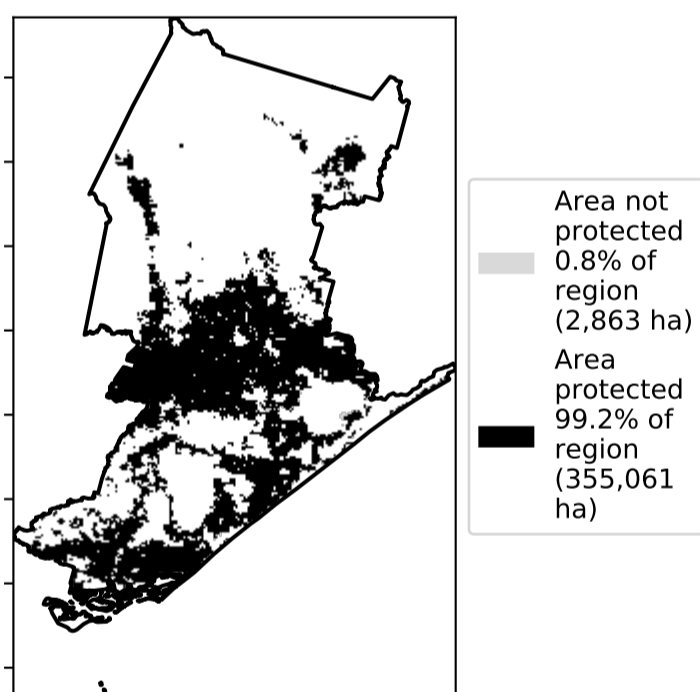 Area not
protected
0.8% of
region
(2,863 ha)
Area
protected
99.2% of
region
(355,061
ha)